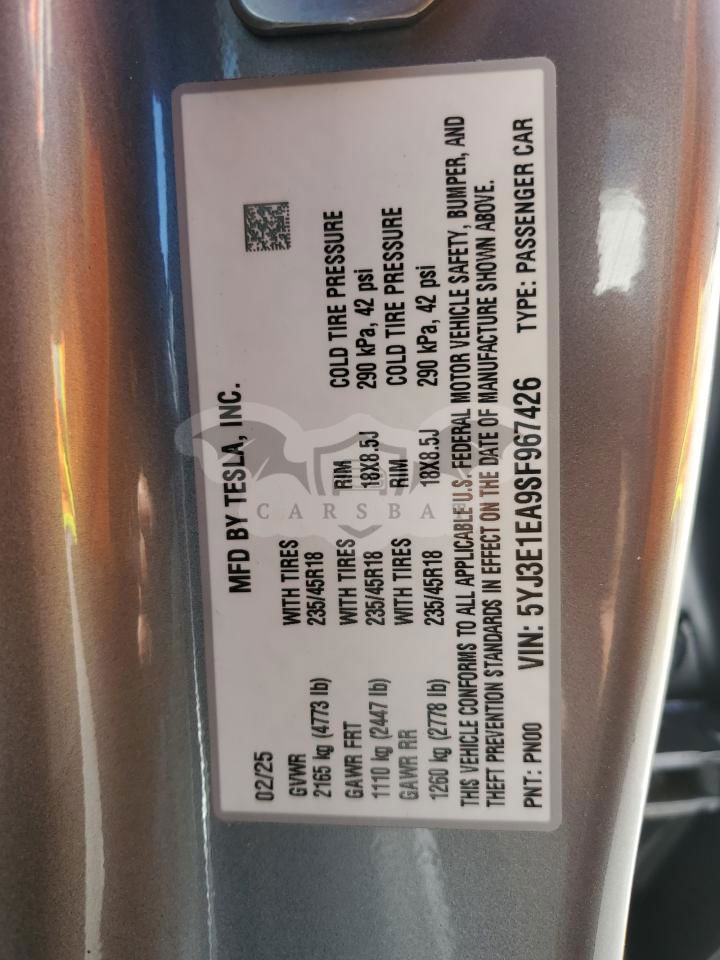 MFD BY TESLA, INC.
02/25
GVWR WITH TIRES RIM COLD TIRE PRESSURE
2165 kg (4773 lb) 235/45R18 18X8.5J 290 kPa, 42 psi
GAWR FRT WITH TIRES RIM COLD TIRE PRESSURE
1110 kg (2447 lb) 235/45R18
GAWR RR
1260 kg (2778 lb) 235/45R18 18X8.5J 290 kPa, 42 psi
THIS VEHICLE CONFORMS TO ALL APPLICABLE U.S. FEDERAL MOTOR VEHICLE SAFETY, BUMPER, AND
THEFT PREVENTION STANDARDS IN EFFECT ON THE DATE OF MANUFACTURE SHOWN ABOVE.
PNT: PN00 VIN: 5YJ3E1EA9SF967426 TYPE: PASSENGER CAR